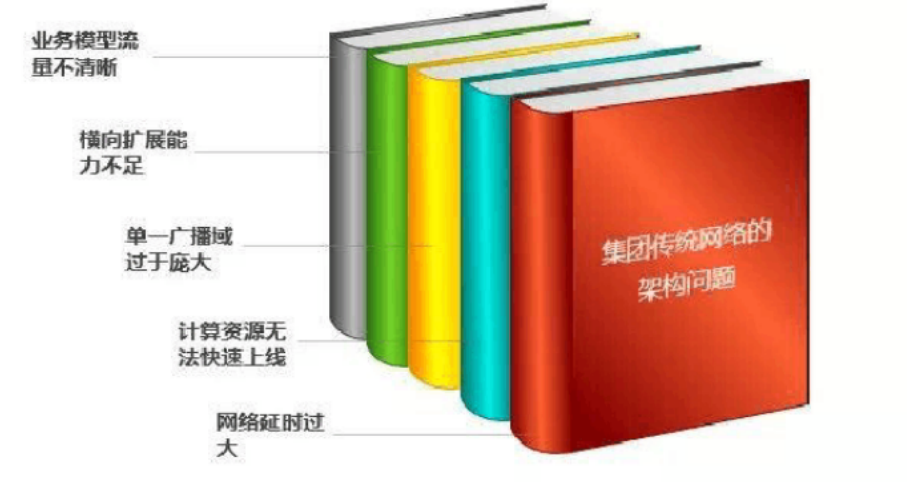 业务模型流
量不清晰
横向扩展能
力不足
单一广播域
过于庞大
计算资源无
法快速上线
网络延时过
大
集团传统网络的
架构问题